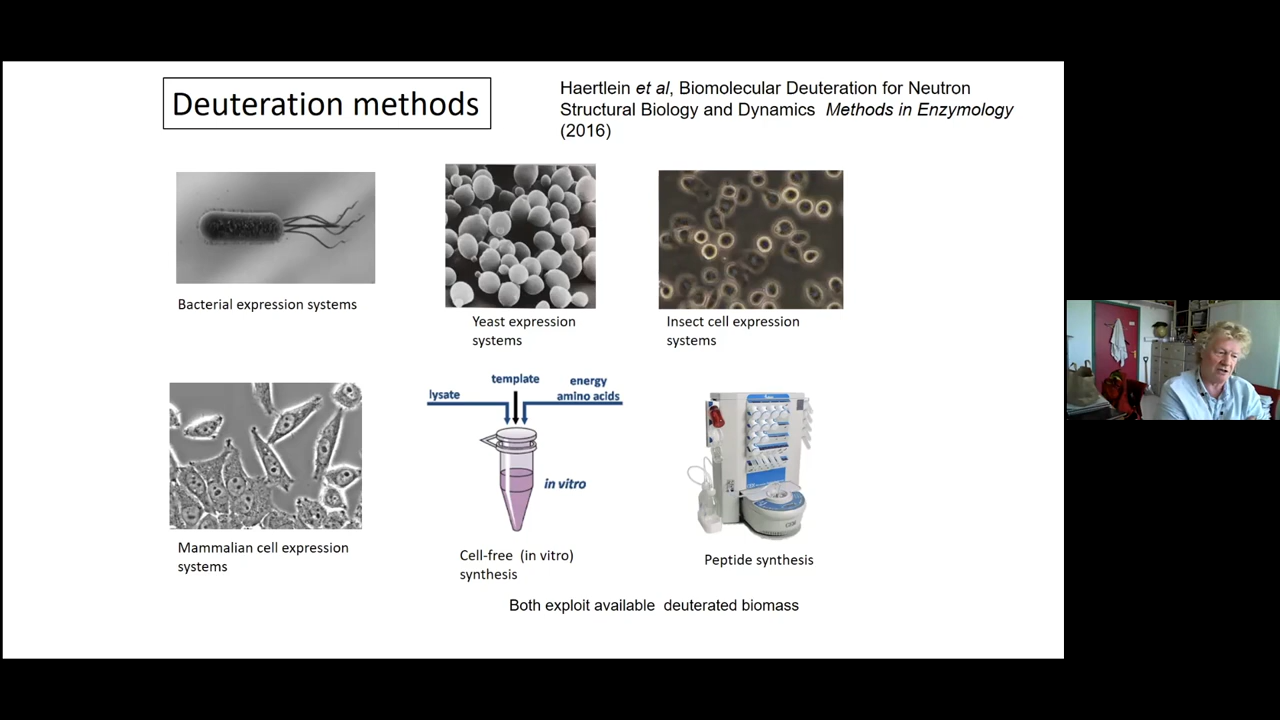 Deuteration methods
Haertlein et al, Biomolecular Deuteration for Neutron
Structural Biology and Dynamics Methods in Enzymology
(2016)
Bacterial expression systems
Yeast expression
systems
Insect cell expression
systems
Mammalian cell expression
systems
lysate
template
energy
amino acids
in vitro
Cell-free (in vitro)
synthesis
Peptide synthesis
Both exploit available deuterated biomass